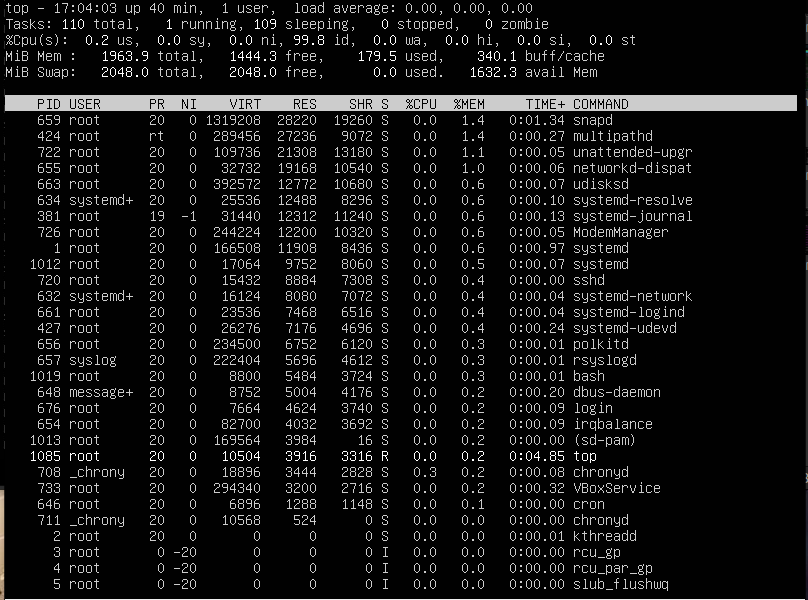 top - 17:04:03 up 40 min,  1 user,  load average: 0.00, 0.00, 0.00
Tasks: 110 total,   1 running, 109 sleeping,   0 stopped,   0 zombie
%Cpu(s):  0.2 us,  0.0 sy,  0.0 ni, 99.8 id,  0.0 wa,  0.0 hi,  0.0 si,  0.0 st
MiB Mem :   1963.9 total,   1444.3 free,    179.5 used,    340.1 buff/cache
MiB Swap:   2048.0 total,   2048.0 free,      0.0 used.   1632.3 avail Mem
PID USER      PR  NI    VIRT    RES    SHR S  %CPU  %MEM     TIME+ COMMAND
659 root      20   0 1319208  28220  19260 S   0.0   1.4   0:01.34 snapd
424 root      rt   0  289456  27236   9072 S   0.0   1.4   0:00.27 multipathd
722 root      20   0  109736  21308  13180 S   0.0   1.1   0:00.05 unattended-upgr
655 root      20   0   32732  19168  10540 S   0.0   1.0   0:00.06 networkd-dispat
663 root      20   0  392572  12772  10680 S   0.0   0.6   0:00.07 udisksd
634 systemd+  20   0   25536  12488   8296 S   0.0   0.6   0:00.10 systemd-resolve
381 root      19  -1   31440  12312  11240 S   0.0   0.6   0:00.13 systemd-journal
726 root      20   0  244224  12200  10320 S   0.0   0.6   0:00.05 ModemManager
1 root      20   0  166508  11908   8436 S   0.0   0.6   0:00.97 systemd
1012 root      20   0   17064   9752   8060 S   0.0   0.5   0:00.07 systemd
720 root      20   0   15432   8884   7308 S   0.0   0.4   0:00.00 sshd
632 systemd+  20   0   16124   8080   7072 S   0.0   0.4   0:00.04 systemd-network
661 root      20   0   23536   7468   6516 S   0.0   0.4   0:00.04 systemd-logind
427 root      20   0   26276   7176   4696 S   0.0   0.4   0:00.24 systemd-udevd
656 root      20   0  234500   6752   6120 S   0.0   0.3   0:00.01 polkitd
657 syslog    20   0  222404   5696   4612 S   0.0   0.3   0:00.01 rsyslogd
1019 root      20   0    8800   5484   3724 S   0.0   0.3   0:00.01 bash
648 message+  20   0    8752   5004   4176 S   0.0   0.2   0:00.20 dbus-daemon
676 root      20   0    7664   4624   3740 S   0.0   0.2   0:00.09 login
654 root      20   0   82700   4032   3692 S   0.0   0.2   0:00.09 irqbalance
1013 root      20   0  169564   3984     16 S   0.0   0.2   0:00.00 (sd-pam)
1085 root      20   0   10504   3916   3316 R   0.0   0.2   0:04.85 top
708 _chrony   20   0   18896   3444   2828 S   0.3   0.2   0:00.08 chronyd
733 root      20   0  294340   3200   2716 S   0.0   0.2   0:00.32 VBoxService
646 root      20   0    6896   1288   1148 S   0.0   0.1   0:00.00 cron
711 _chrony   20   0   10568    524      0 S   0.0   0.0   0:00.00 chronyd
2 root      20   0       0      0      0 S   0.0   0.0   0:00.01 kthreadd
3 root       0 -20       0      0      0 I   0.0   0.0   0:00.00 rcu_gp
4 root       0 -20       0      0      0 I   0.0   0.0   0:00.00 rcu_par_gp
5 root       0 -20       0      0      0 I   0.0   0.0   0:00.00 slub_flushwq